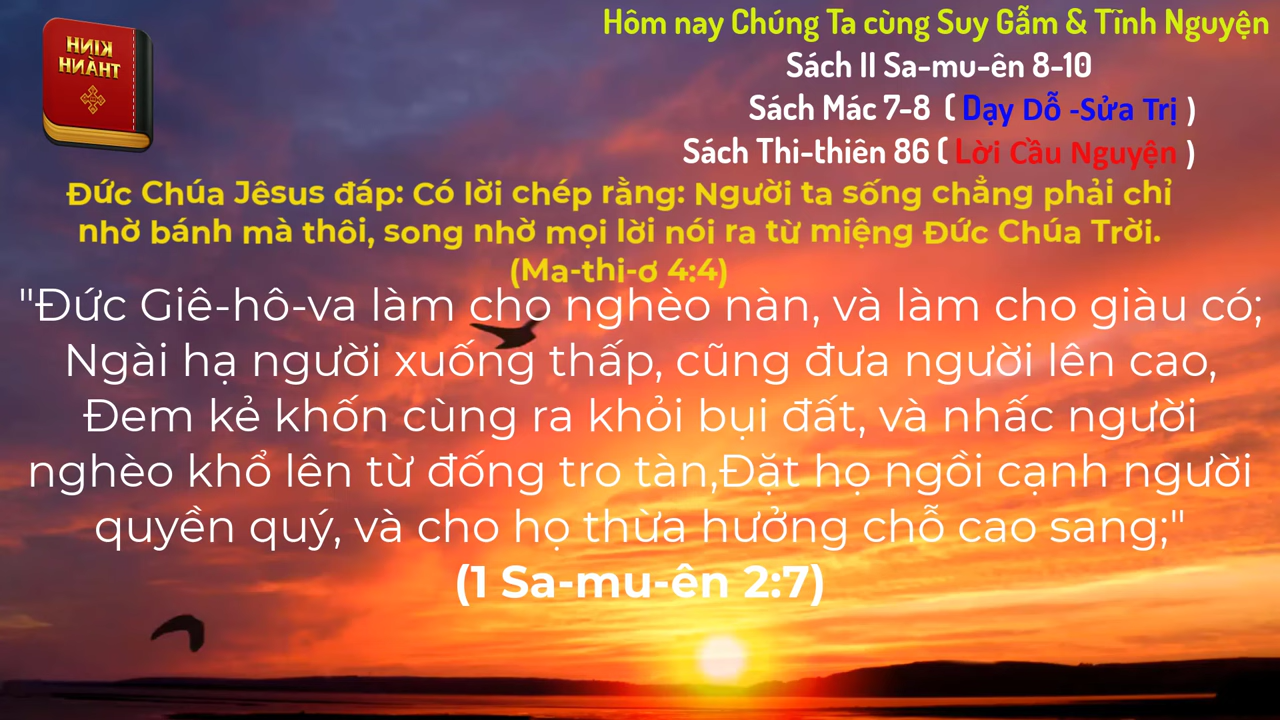 KINH
THÁNH
Hôm nay Chúng Ta cùng Suy Gẫm & Tĩnh Nguyện
Sách II Sa-mu-ên 8-10
Sách Mác 7-8 ( Dạy Dỗ -Sửa Trị )
Sách Thi-thiên 86 ( Lời Cầu Nguyện )
Đức Chúa Jêsus đáp: Có lời chép rằng: Người ta sống chẳng phải chỉ
nhờ bánh mà thôi, song nhờ mọi lời nói ra từ miệng Đức Chúa Trời.
(Ma-thi-ơ 4:4)
"Đức Giê-hô-va làm cho nghèo nàn, và làm cho giàu có;
Ngài hạ người xuống thấp, cũng đưa người lên cao,
Đem kẻ khốn cùng ra khỏi bụi đất, và nhấc người
nghèo khổ lên từ đống tro tàn,Đặt họ ngồi cạnh người
quyền quý, và cho họ thừa hưởng chỗ cao sang;"
(1 Sa-mu-ên 2:7)